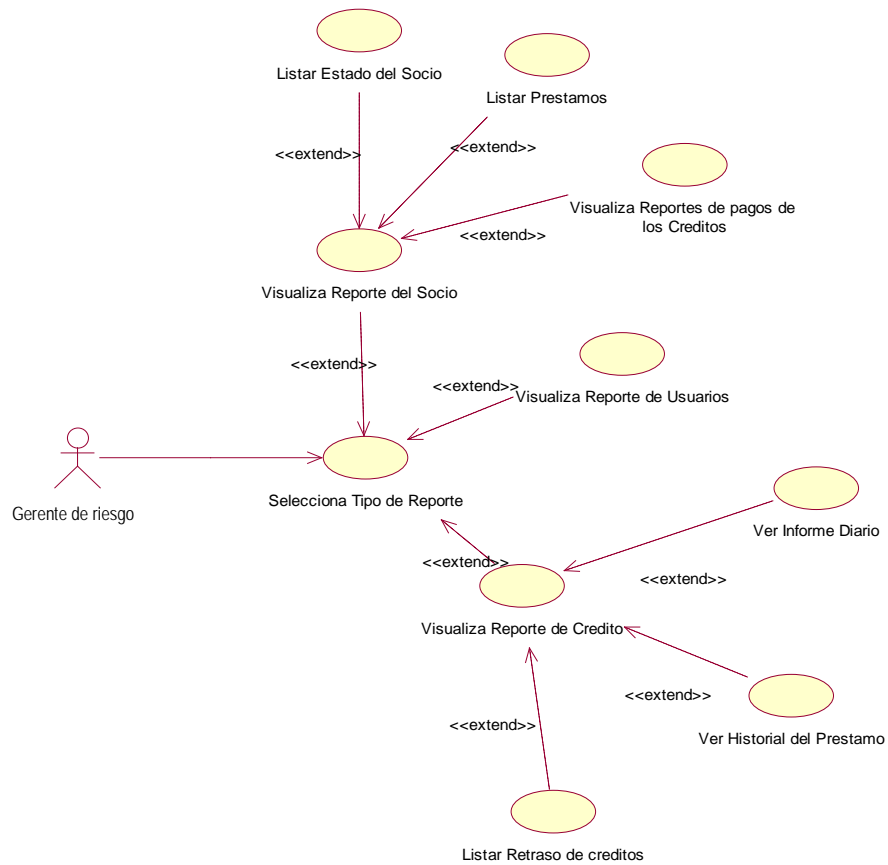 Listar Estado del Socio
Listar Prestamos
<<extend>>
<<extend>>
Visualiza Reportes de pagos de
los Creditos
<<extend>>
Visualiza Reporte del Socio
<<extend>>
<<extend>>
Visualiza Reporte de Usuarios
Selecciona Tipo de Reporte
Gerente de riesgo
Ver Informe Diario
<<extend>>
<<extend>>
Visualiza Reporte de Credito
<<extend>>
<<extend>>
Ver Historial del Prestamo
Listar Retraso de creditos